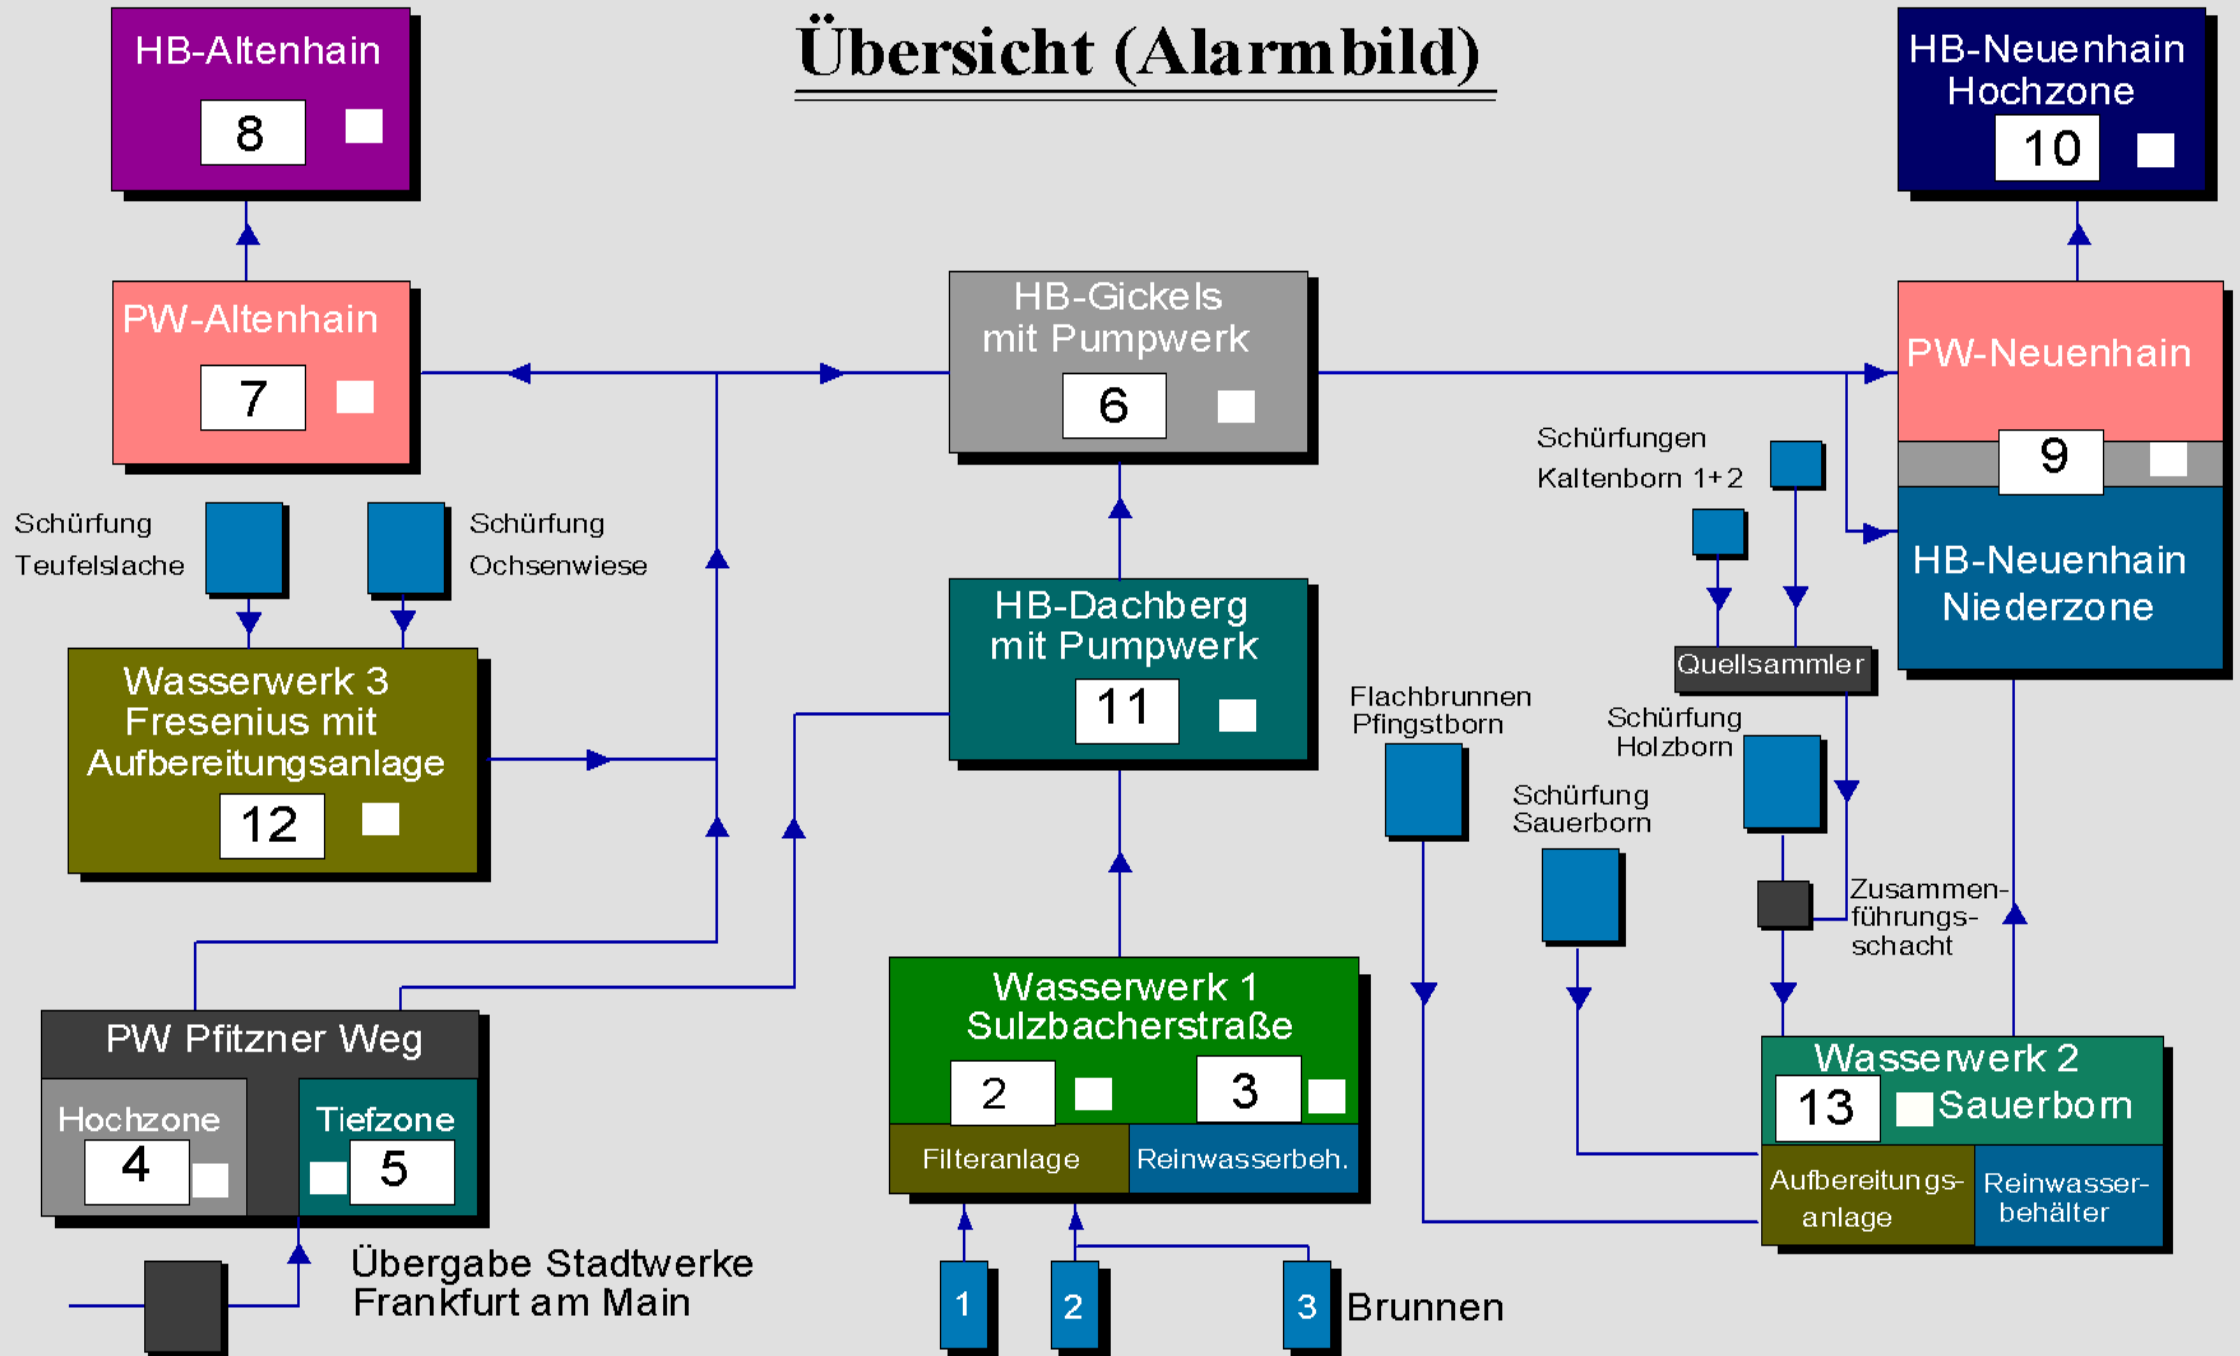 Übersicht (Alarmbild)
HB-Altenhain
8
HB-Neuenhain
Hochzone
10
PW-Altenhain
7
HB-Gickels
mit Pumpwerk
6
PW-Neuenhain
9
HB-Neuenhain
Niederzone
Schürfungen
Kaltenborn 1+2
Schürfung
Teufelslache
Schürfung
Ochsenwiese
HB-Dachberg
mit Pumpwerk
11
Quellsammler
Wasserwerk 3
Fresenius mit
Aufbereitungsanlage
12
Flachbrunnen
Pfingstborn
Schürfung
Holzborn
Schürfung
Sauerborn
Zusammen-
führungs-
schacht
PW Pfitzner Weg
Hochzone
4
Tiefzone
5
Wasserwerk 1
Sulzbacherstraße
2
3
Filteranlage
Reinwasserbeh.
Wasserwerk 2
13
Sauerborn
Aufbereitungs-
anlage
Reinwasser-
behälter
Übergabe Stadtwerke
Frankfurt am Main
1
2
3
Brunnen